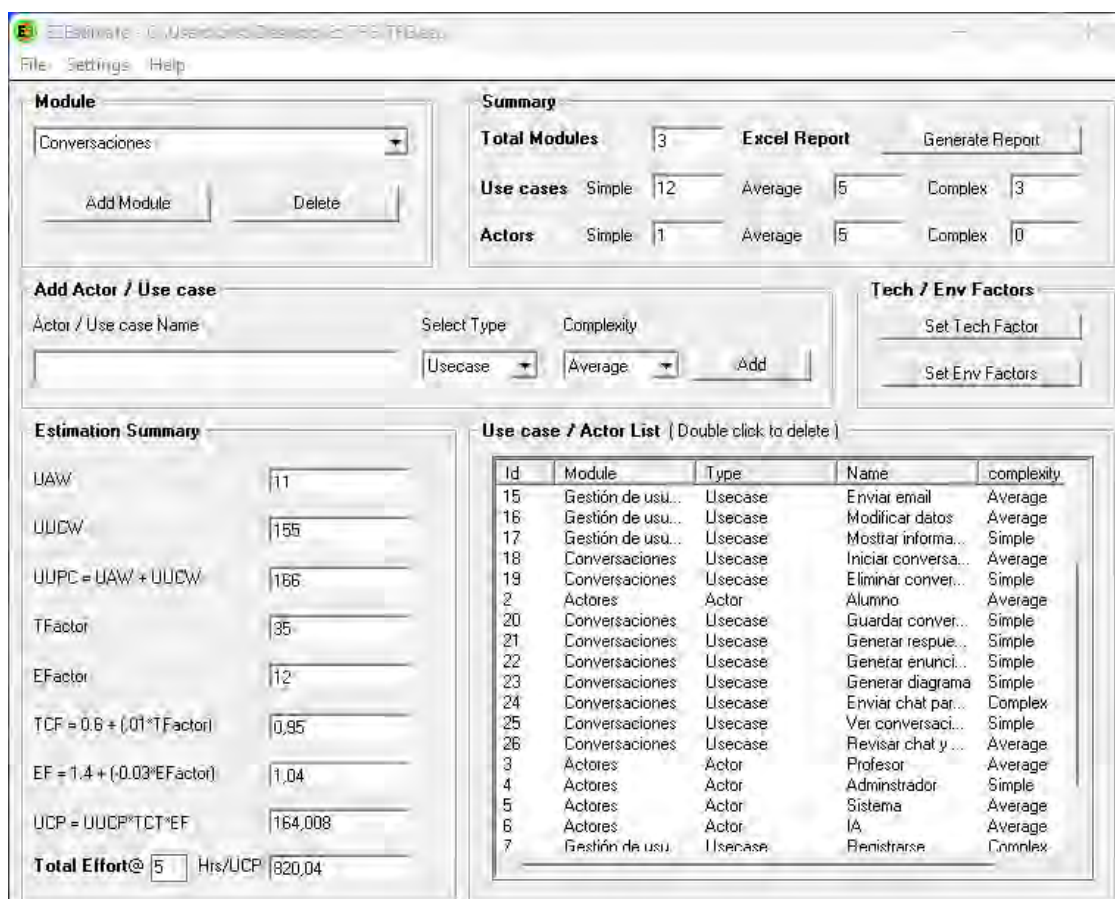 EZEstimate
File Settings Help
Module
Conversaciones
Add Module Delete
Summary
Total Modules 3 Excel Report Generate Report
Use cases Simple 12 Average 5 Complex 3
Actors Simple 1 Average 5 Complex 0
Add Actor / Use case
Actor / Use case Name Select Type Complexity
Usecase Average Add
Tech / Env Factors
Set Tech Factor
Set Env Factors
Estimation Summary
UAW 11
UUCW 155
UUPC = UAW + UUCW 166
TFactor 35
EFactor 12
TCF = 0.6 + (.01*TFactor) 0,95
EF = 1.4 + (-0.03*EFactor) 1,04
UCP = UUCP*TCT*EF 164,008
Total Effort@ 5 Hrs/UCP 820,04
Use case / Actor List ( Double click to delete )
Id Module Type Name complexity
15 Gestión de usu... Usecase Enviar email Average
16 Gestión de usu... Usecase Modificar datos Average
17 Gestión de usu... Usecase Mostrar informa... Simple
18 Conversaciones Usecase Iniciar conversa... Average
19 Conversaciones Usecase Eliminar conver... Simple
2 Actores Actor Alumno Average
20 Conversaciones Usecase Guardar conver... Simple
21 Conversaciones Usecase Generar respue... Simple
22 Conversaciones Usecase Generar enunci... Simple
23 Conversaciones Usecase Generar diagrama Simple
24 Conversaciones Usecase Enviar chat par... Complex
25 Conversaciones Usecase Ver conversaci... Simple
26 Conversaciones Usecase Revisar chat y ... Average
3 Actores Actor Profesor Average
4 Actores Actor Adminstrador Simple
5 Actores Actor Sistema Average
6 Actores Actor IA Average
7 Gestión de usu... Usecase Registrarse Complex